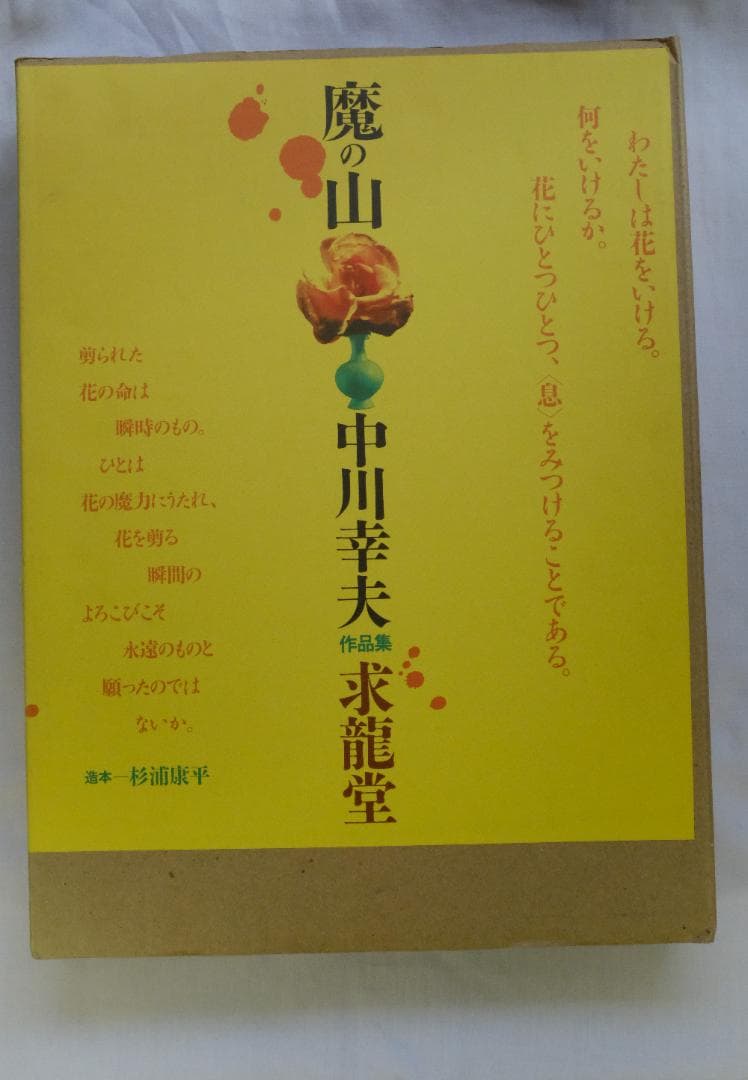 わたしは花をいける。
何をいけるか。
花にひとつひとつ、〈息〉をみつけることである。
魔の山
中川幸夫
作品集
求龍堂
剪られた
花の命は
瞬時のもの。
ひとは
花の魔力にうたれ、
花を剪る
瞬間の
よろこびこそ
永遠のものと
願ったのでは
ないか。
造本—杉浦康平